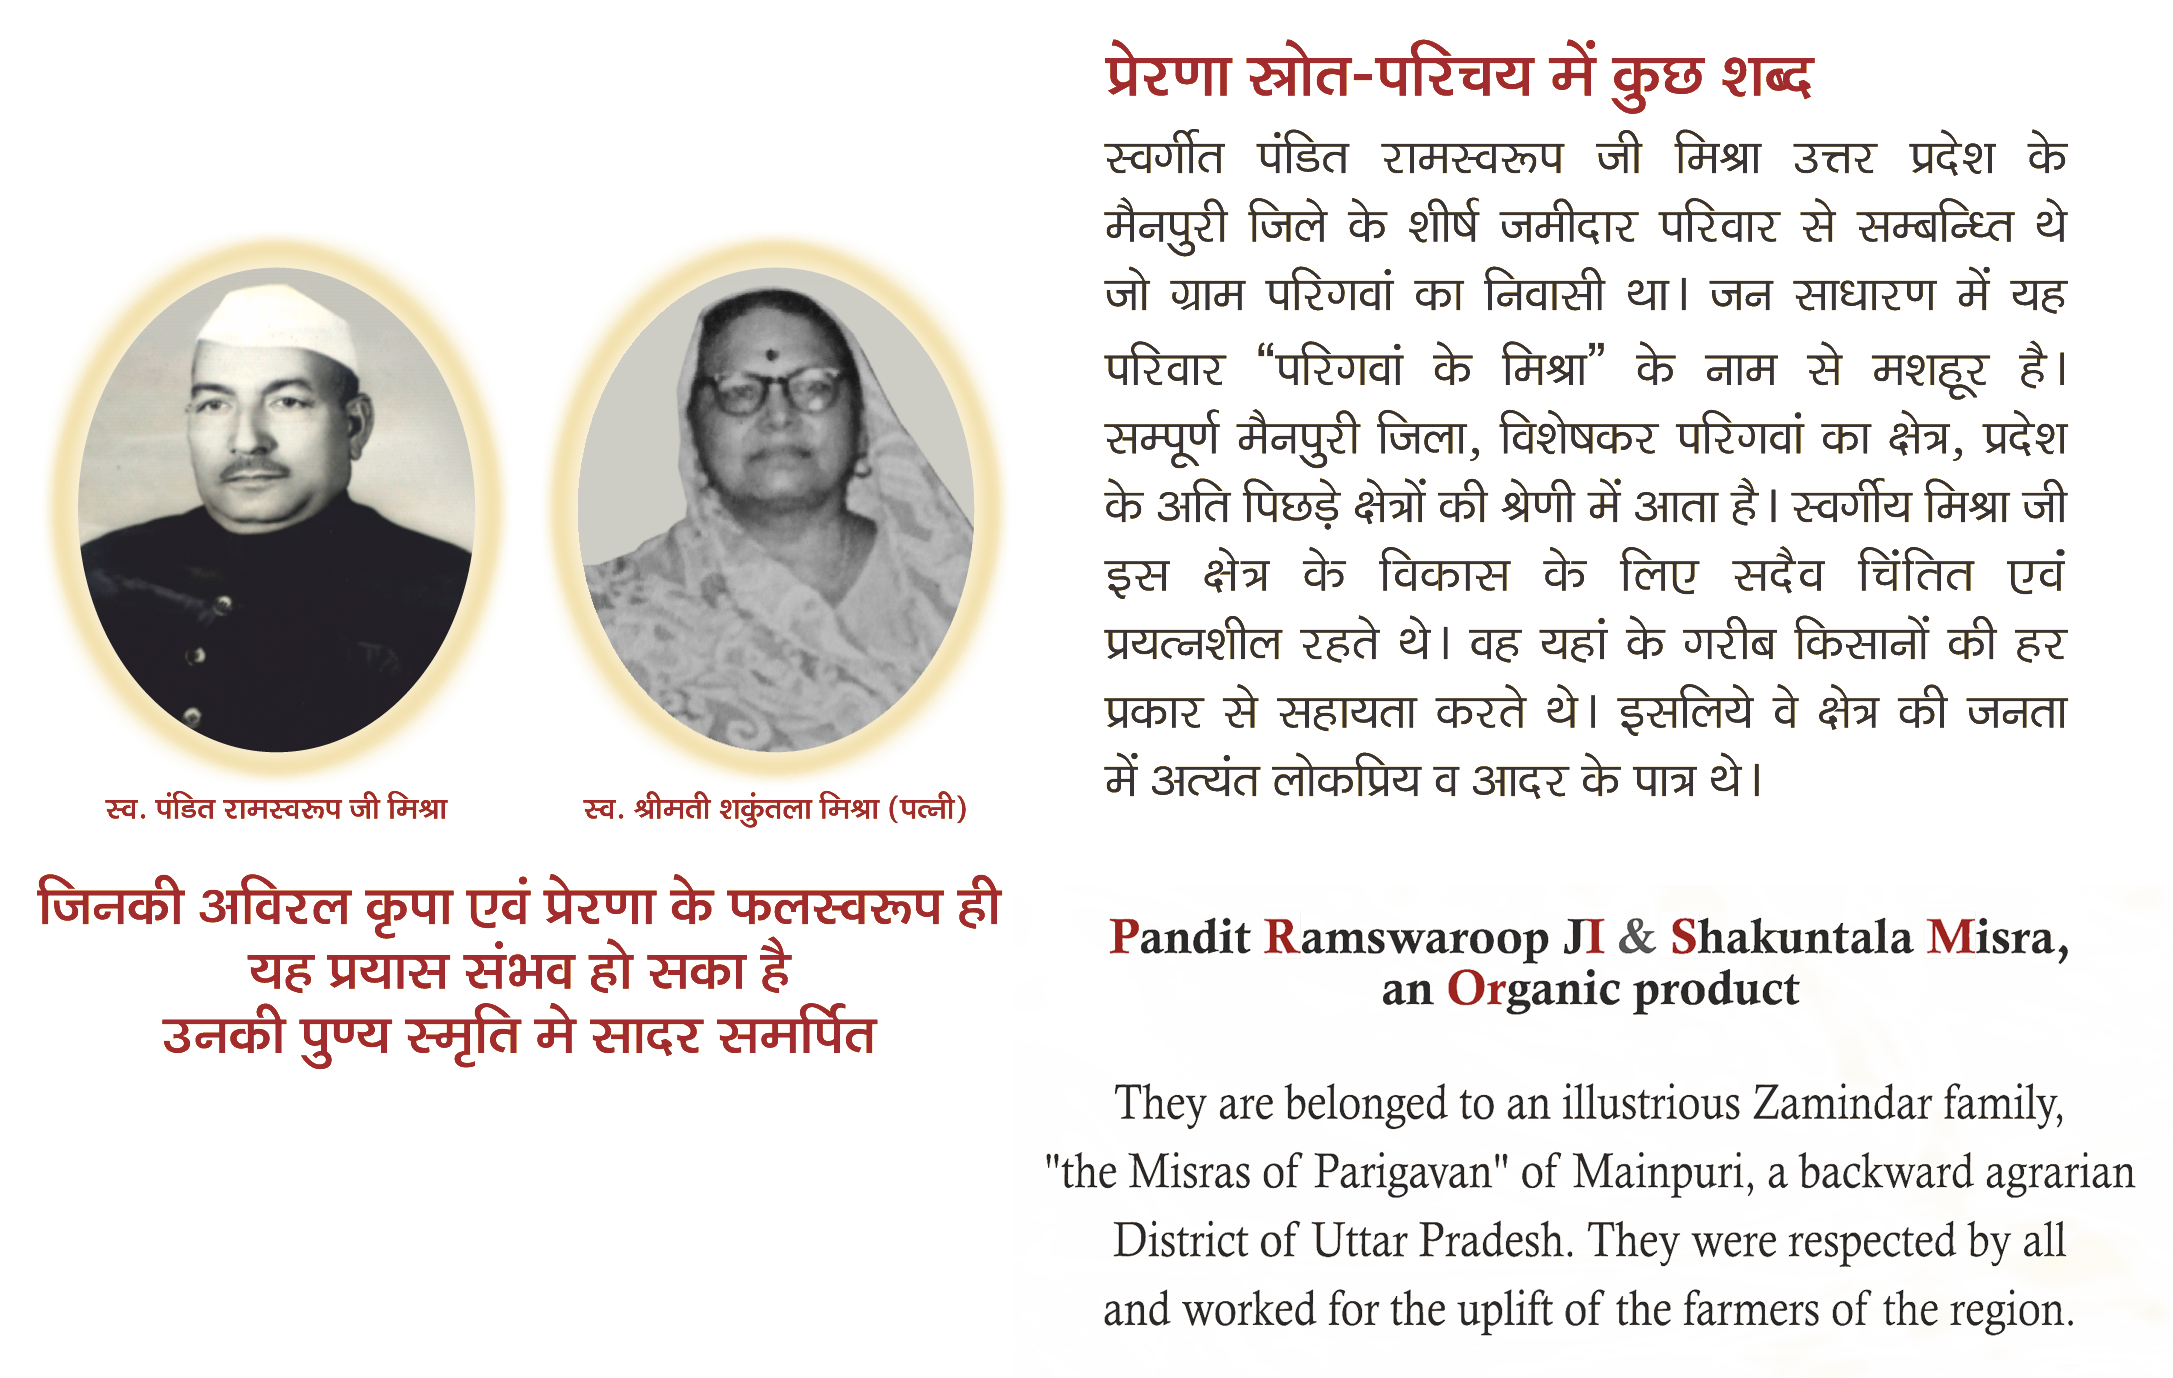 स्व. पंडित रामस्वरूप जी मिश्रा
स्व. श्रीमती शकुंतला मिश्रा (पत्नी)
जिनकी अविरल कृपा एवं प्रेरणा के फलस्वरूप ही
यह प्रयास संभव हो सका है
उनकी पुण्य स्मृति मे सादर समर्पित
प्रेरणा स्रोत-परिचय में कुछ शब्द
स्वर्गीत पंडित रामस्वरूप जी मिश्रा उत्तर प्रदेश के
मैनपुरी जिले के शीर्ष जमीदार परिवार से सम्बन्ध्ति थे
जो ग्राम परिगवां का निवासी था। जन साधारण में यह
परिवार “परिगवां के मिश्रा” के नाम से मशहूर है।
सम्पूर्ण मैनपुरी जिला, विशेषकर परिगवां का क्षेत्र, प्रदेश
के अति पिछड़े क्षेत्रों की श्रेणी में आता है। स्वर्गीय मिश्रा जी
इस क्षेत्र के विकास के लिए सदैव चिंतित एवं
प्रयत्नशील रहते थे। वह यहां के गरीब किसानों की हर
प्रकार से सहायता करते थे। इसलिये वे क्षेत्र की जनता
में अत्यंत लोकप्रिय व आदर के पात्र थे।
Pandit Ramswaroop JI & Shakuntala Misra,
an Organic product
They are belonged to an illustrious Zamindar family,
"the Misras of Parigavan" of Mainpuri, a backward agrarian
District of Uttar Pradesh. They were respected by all
and worked for the uplift of the farmers of the region.